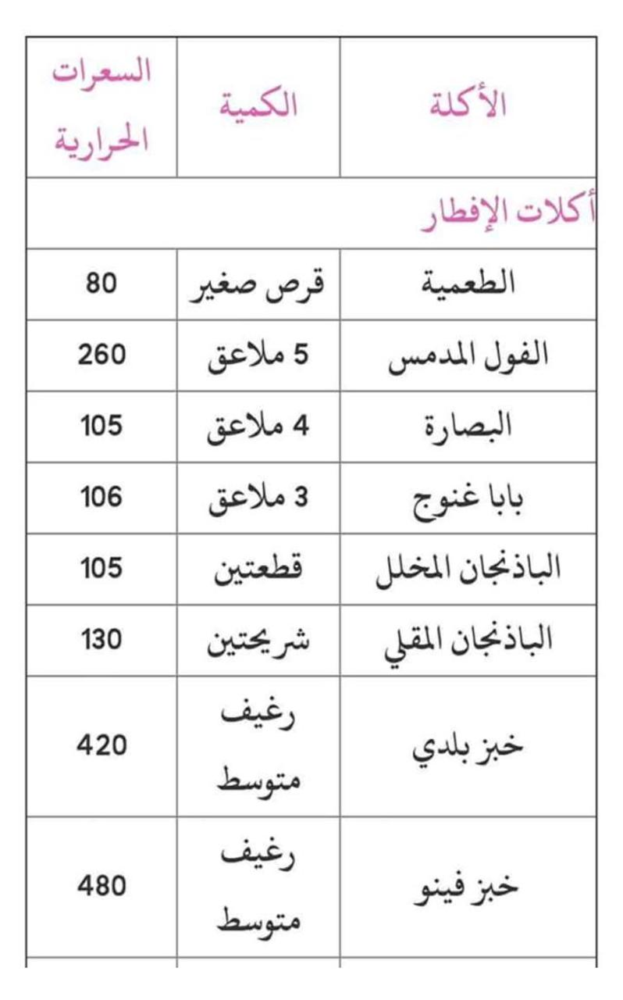 الأكلة الكمية السعرات الحرارية
أكلات الإفطار
الطعمية قرص صغير 80
الفول المدمس 5 ملاعق 260
البصارة 4 ملاعق 105
بابا غنوج 3 ملاعق 106
الباذنجان المخلل قطعتين 105
الباذنجان المقلي شريحتين 130
خبز بلدي رغيف متوسط 420
خبز فينو رغيف متوسط 480